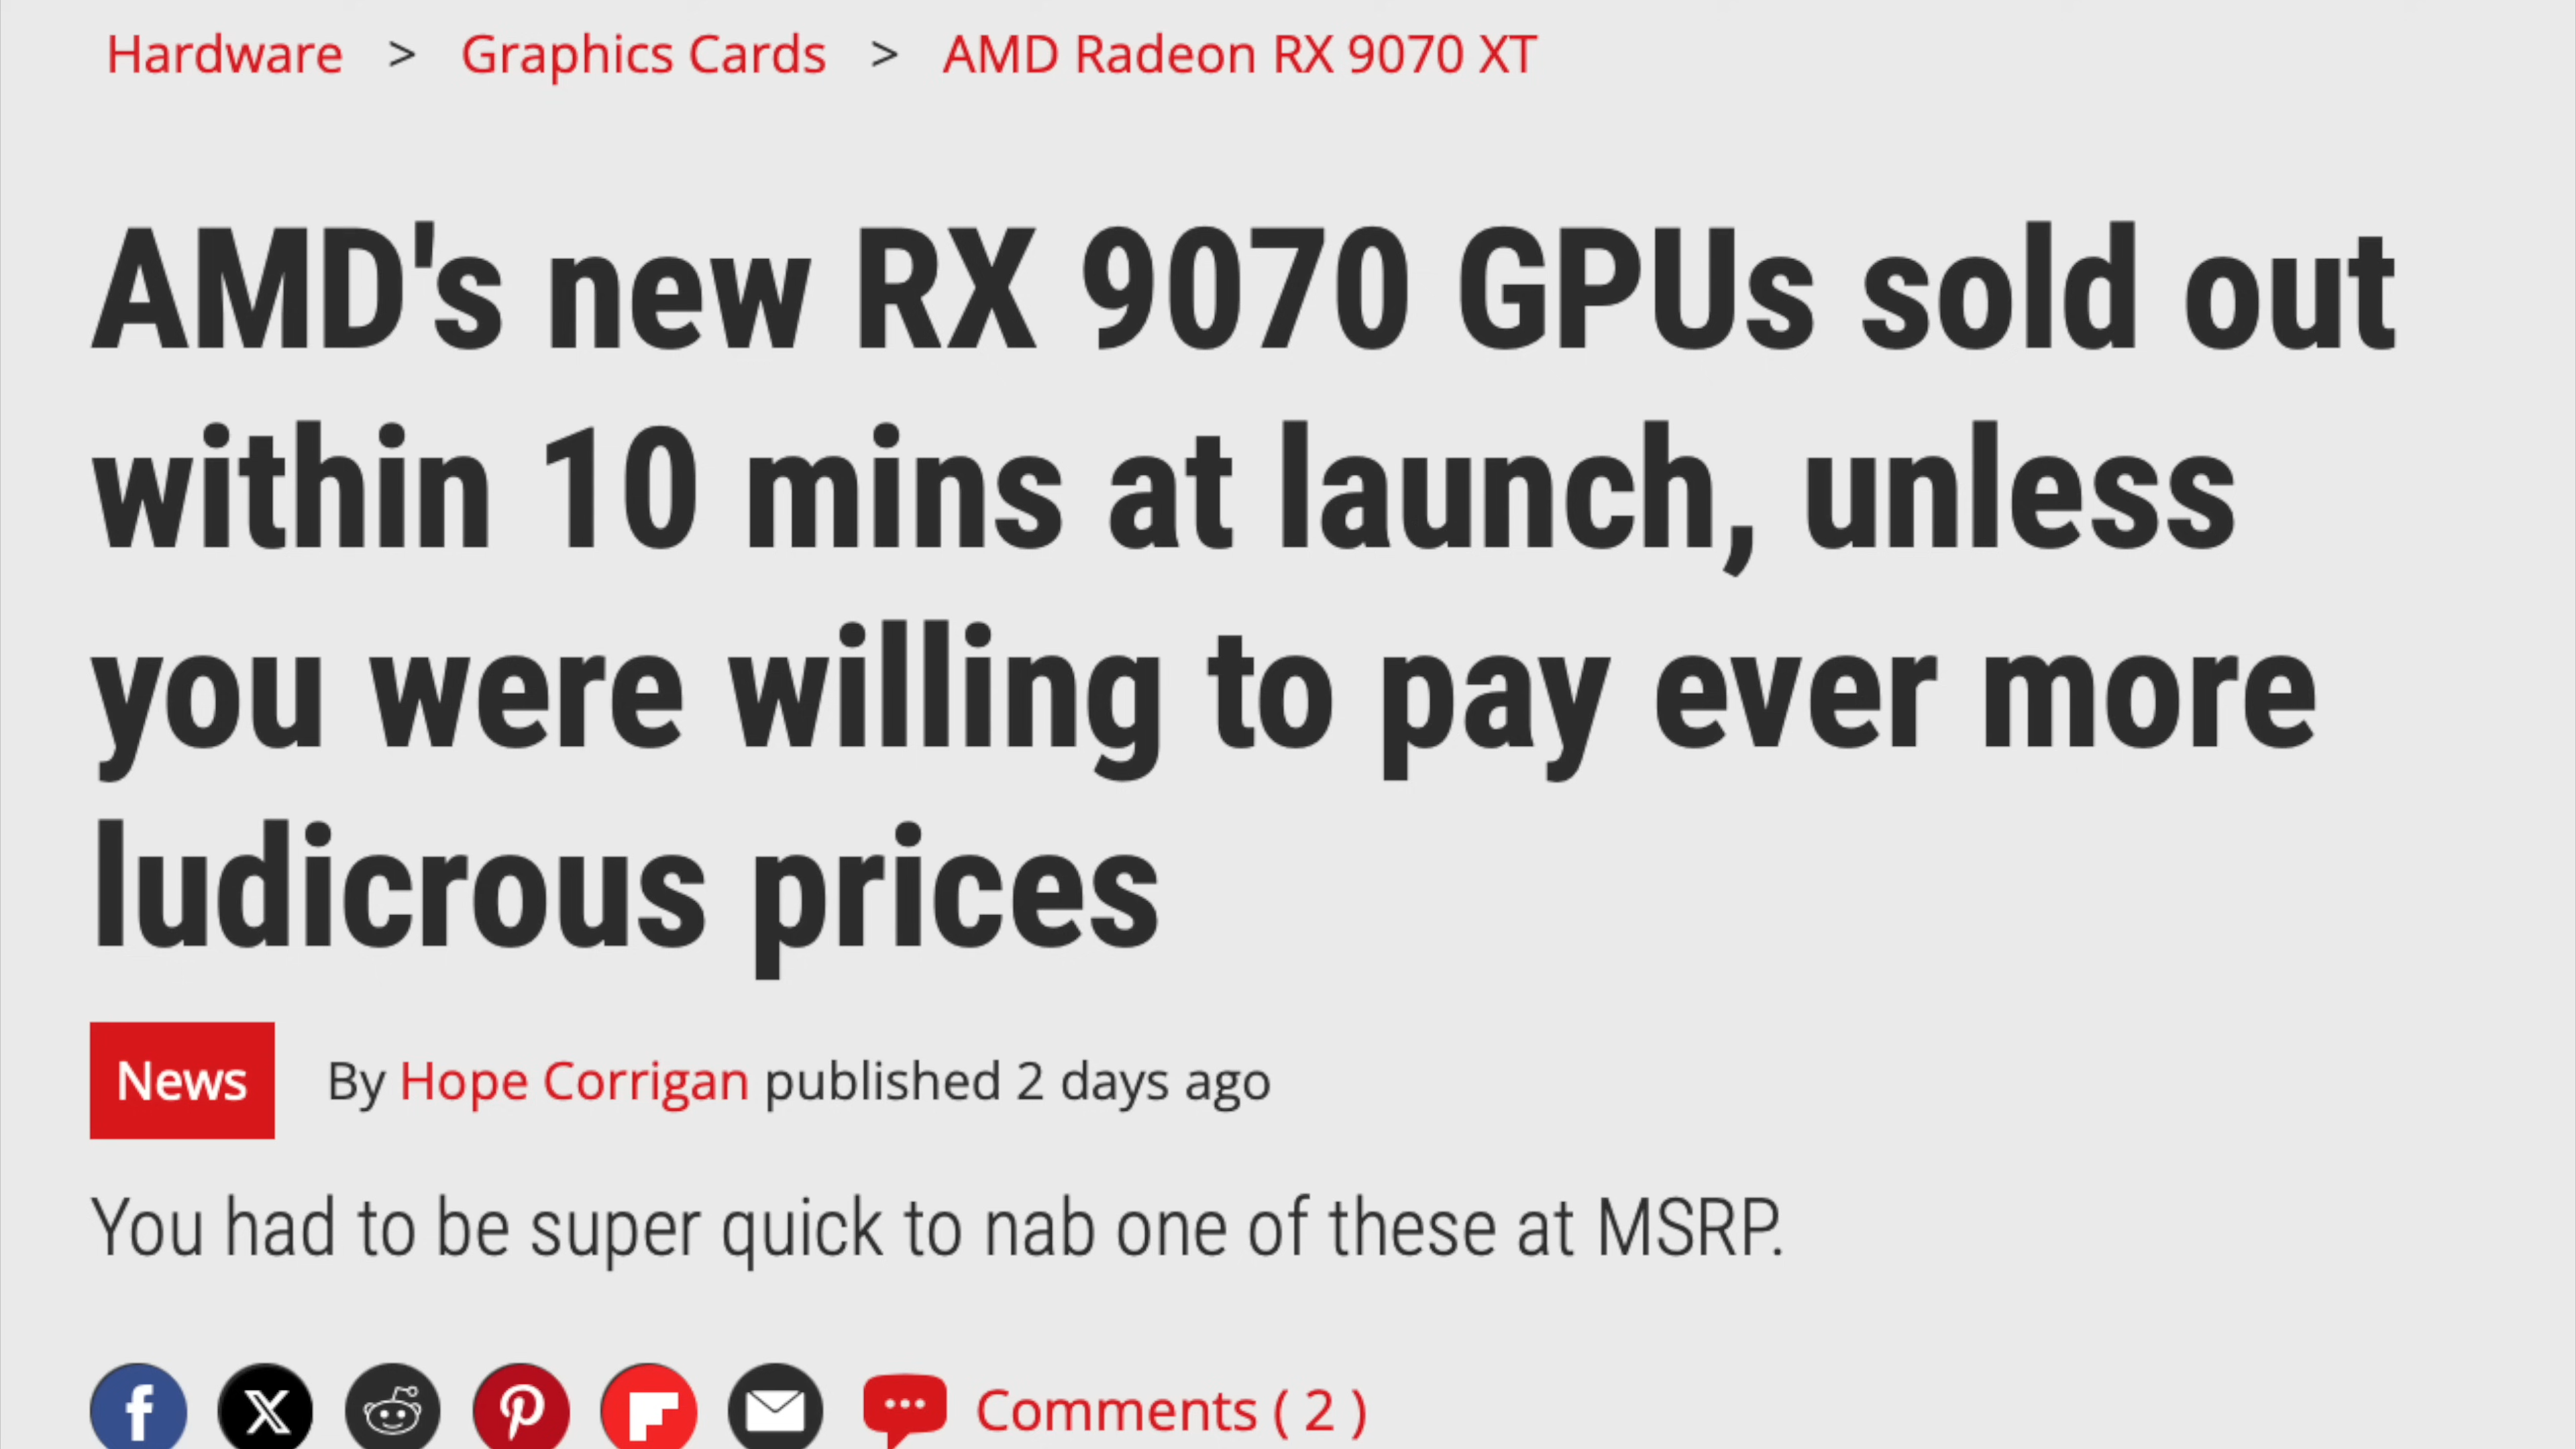 Hardware > Graphics Cards > AMD Radeon RX 9070 XT
AMD's new RX 9070 GPUs sold out
within 10 mins at launch, unless
you were willing to pay ever more
ludicrous prices
News By Hope Corrigan published 2 days ago
You had to be super quick to nab one of these at MSRP.
Comments ( 2 )